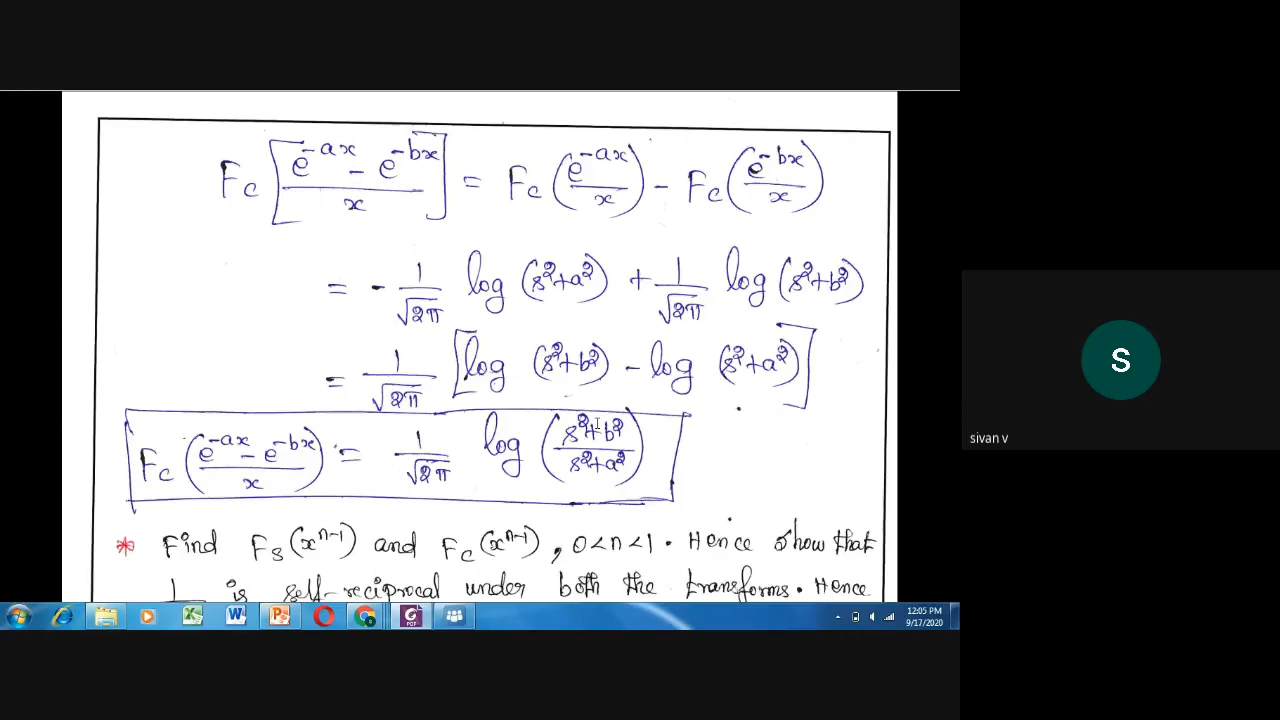 Fc [ (e^-ax - e^-bx) / x ] = Fc (e^-ax / x) - Fc (e^-bx / x)
= - 1/√2π log (s²+a²) + 1/√2π log (s²+b²)
= 1/√2π [ log (s²+b²) - log (s²+a²) ]
Fc ( (e^-ax - e^-bx) / x ) = 1/√2π log ( (s²+b²) / (s²+a²) )
* Find Fs(x^n-1) and Fc(x^n-1), 0<n<1. Hence show that
is self-reciprocal under both the transforms. Hence
S
sivan v
12:05 PM
9/17/2020